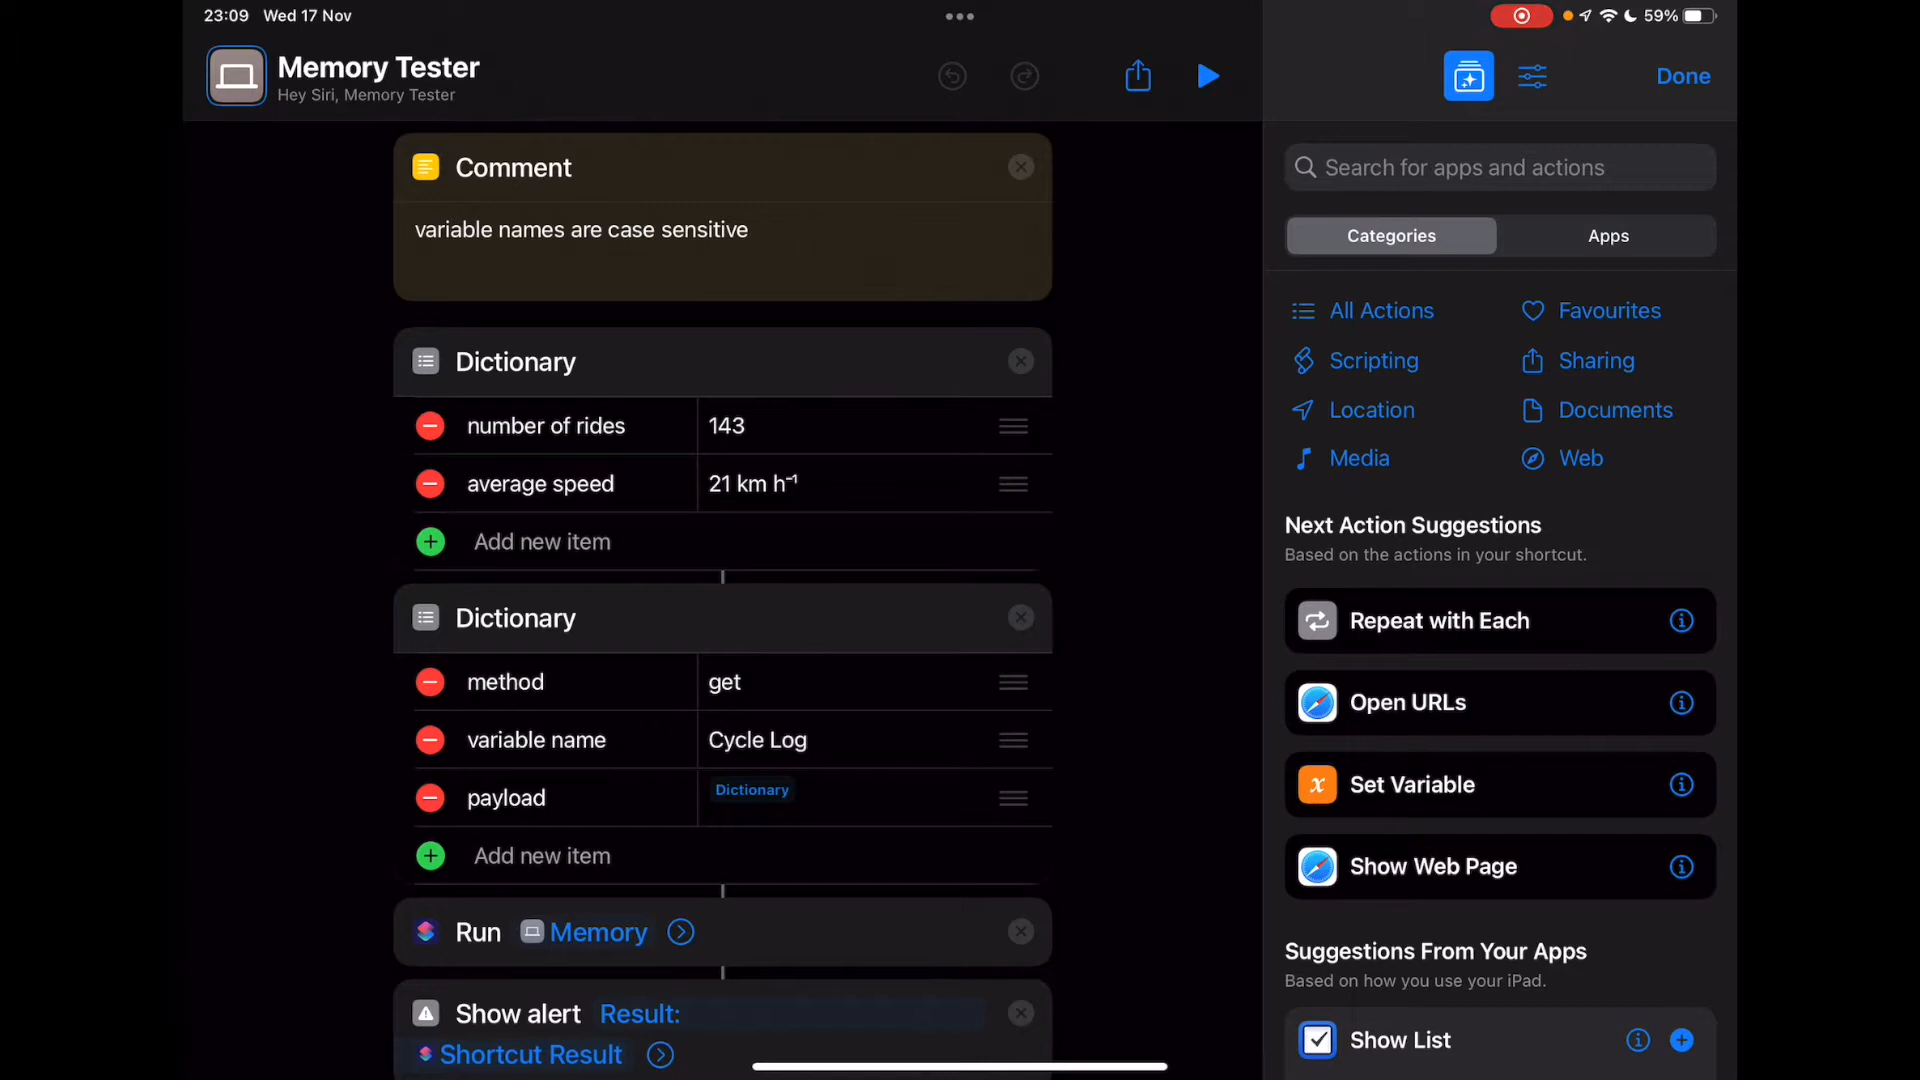 23:09 Wed 17 Nov
59%
Memory Tester
Hey Siri, Memory Tester
Done
Comment
variable names are case sensitive
Dictionary
number of rides 143
average speed 21 km h⁻¹
Add new item
Dictionary
method get
variable name Cycle Log
payload Dictionary
Add new item
Run Memory
Show alert Result:
Shortcut Result
Search for apps and actions
Categories Apps
All Actions Favourites
Scripting Sharing
Location Documents
Media Web
Next Action Suggestions
Based on the actions in your shortcut.
Repeat with Each
Open URLs
x Set Variable
Show Web Page
Suggestions From Your Apps
Based on how you use your iPad.
Show List